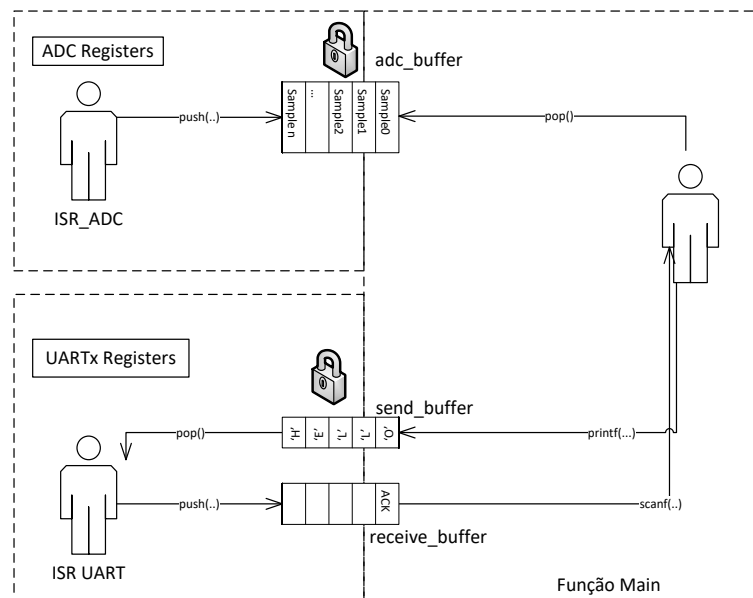 ADC Registers
adc_buffer
Sample n
...
Sample2
Sample1
Sample0
push(..)
pop()
ISR_ADC
UARTx Registers
send_buffer
pop()
'H'
'E'
'L'
'L'
'O'
printf(...)
push(..)
ACK
scanf(..)
receive_buffer
ISR UART
Função Main